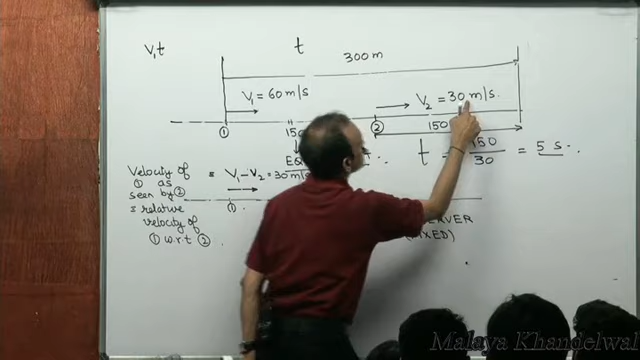 V₁t
t
300 m
V₁ = 60 m/s
V₂ = 30 m/s.
①
②
150
150
t = 150/30 = 5 s.
Velocity of ① as seen by ②
= V₁ - V₂ = 30 m/s
= relative
velocity of
① w.r.t ②.
①
(FIXED)
Malaya Khandelwal